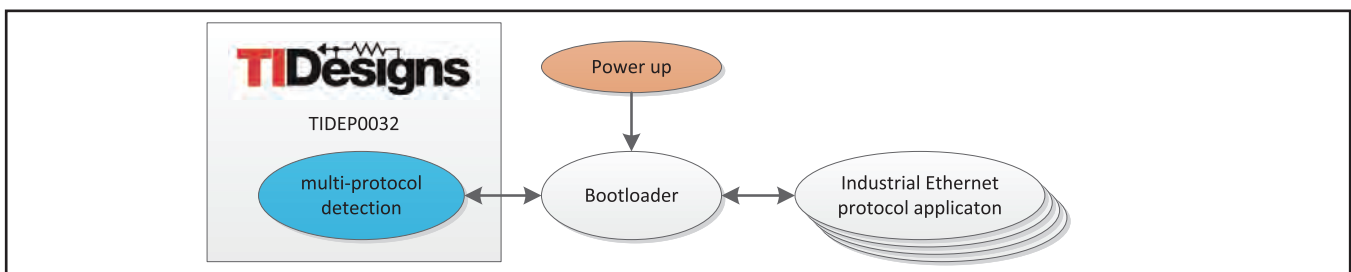 TIDesigns
TIDEP0032
Power up
multi-protocol
detection
Bootloader
Industrial Ethernet
protocol applicaton